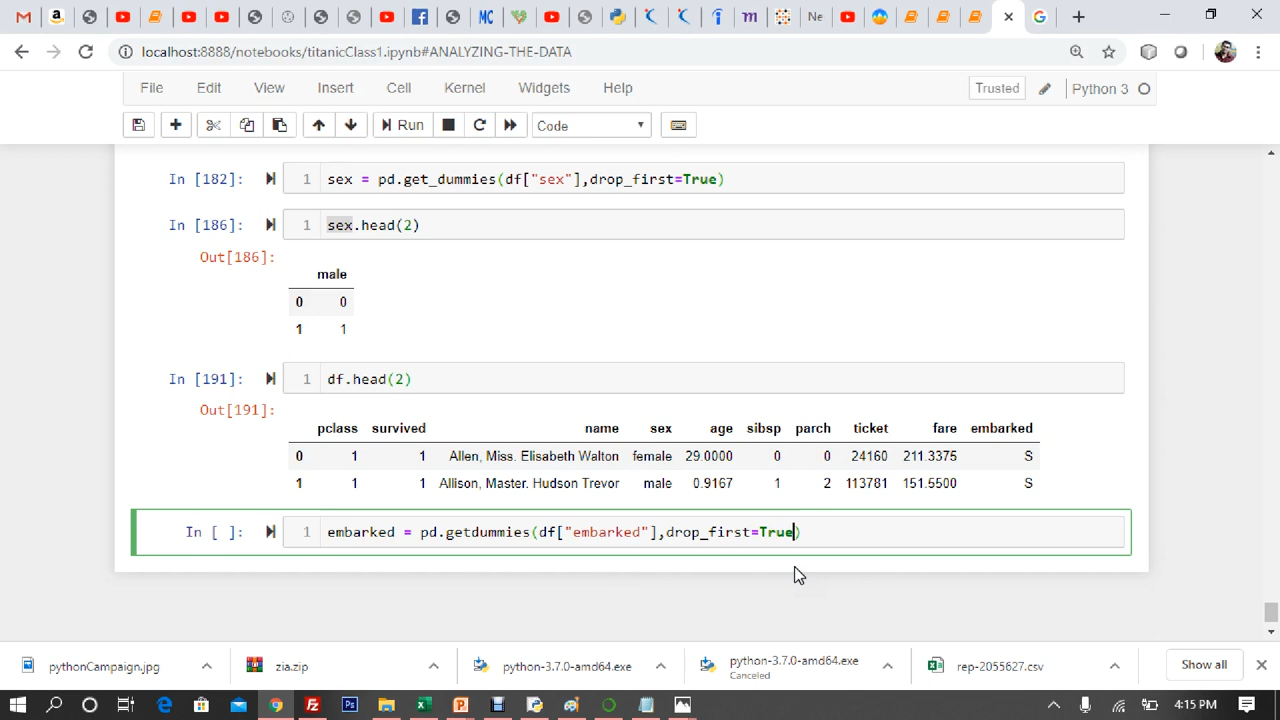 MC
Ne
localhost:8888/notebooks/titanicClass1.ipynb#ANALYZING-THE-DATA
File Edit View Insert Cell Kernel Widgets Help Trusted Python 3
Run Code
In [182]: 1 sex = pd.get_dummies(df["sex"],drop_first=True)
In [186]: 1 sex.head(2)
Out[186]:
male
0 0
1 1
In [191]: 1 df.head(2)
Out[191]:
pclass survived name sex age sibsp parch ticket fare embarked
0 1 1 Allen, Miss. Elisabeth Walton female 29.0000 0 0 24160 211.3375 S
1 1 1 Allison, Master. Hudson Trevor male 0.9167 1 2 113781 151.5500 S
In [ ]: 1 embarked = pd.getdummies(df["embarked"],drop_first=True)
pythonCampaign.jpg zia.zip python-3.7.0-amd64.exe python-3.7.0-amd64.exe rep-2055627.csv Show all
Canceled
4:15 PM